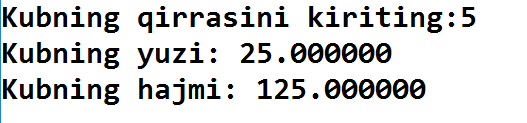 Kubning qirrasini kiriting:5
Kubning yuzi: 25.000000
Kubning hajmi: 125.000000